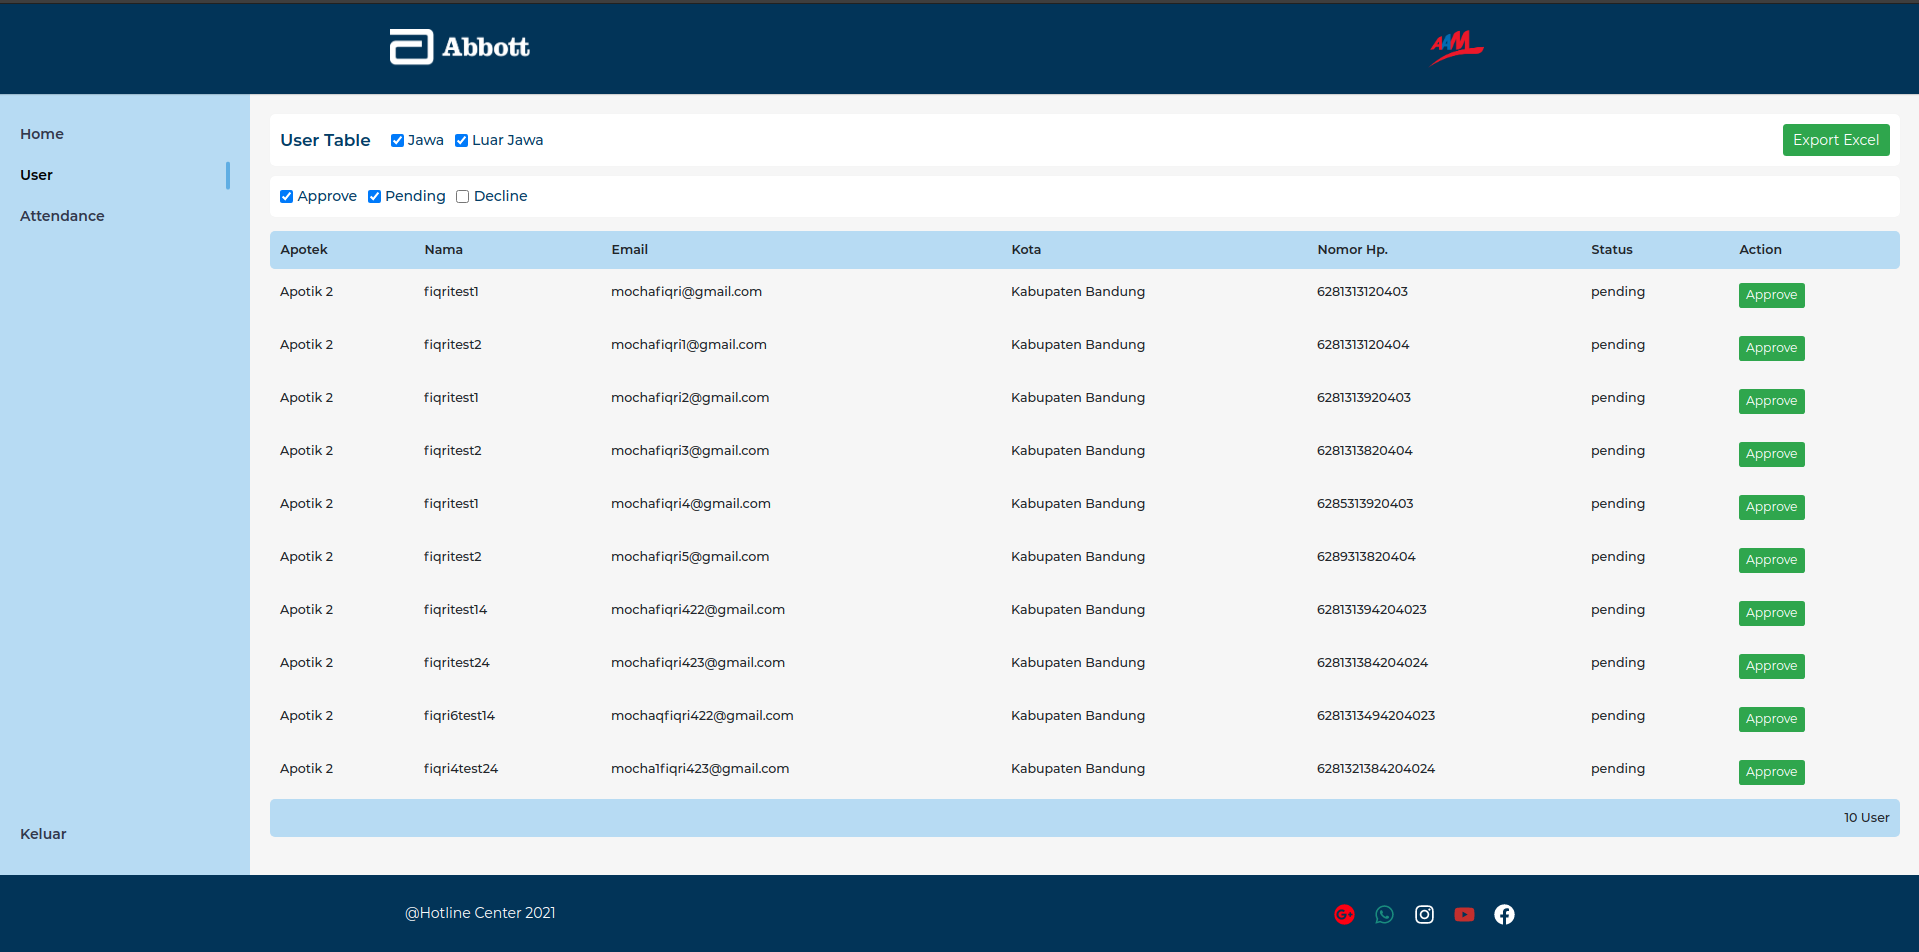 Abbott
AAM
Home
User
Attendance
Keluar
User Table Jawa Luar Jawa Export Excel
Approve Pending Decline
Apotek Nama Email Kota Nomor Hp. Status Action
Apotik 2 fiqritest1 mochafiqri@gmail.com Kabupaten Bandung 6281313120403 pending Approve
Apotik 2 fiqritest2 mochafiqri1@gmail.com Kabupaten Bandung 6281313120404 pending Approve
Apotik 2 fiqritest1 mochafiqri2@gmail.com Kabupaten Bandung 6281313920403 pending Approve
Apotik 2 fiqritest2 mochafiqri3@gmail.com Kabupaten Bandung 6281313820404 pending Approve
Apotik 2 fiqritest1 mochafiqri4@gmail.com Kabupaten Bandung 6285313920403 pending Approve
Apotik 2 fiqritest2 mochafiqri5@gmail.com Kabupaten Bandung 6289313820404 pending Approve
Apotik 2 fiqritest14 mochafiqri422@gmail.com Kabupaten Bandung 628131394204023 pending Approve
Apotik 2 fiqritest24 mochafiqri423@gmail.com Kabupaten Bandung 628131384204024 pending Approve
Apotik 2 fiqri6test14 mochaqfiqri422@gmail.com Kabupaten Bandung 6281313494204023 pending Approve
Apotik 2 fiqri4test24 mocha1fiqri423@gmail.com Kabupaten Bandung 6281321384204024 pending Approve
10 User
@Hotline Center 2021
G+